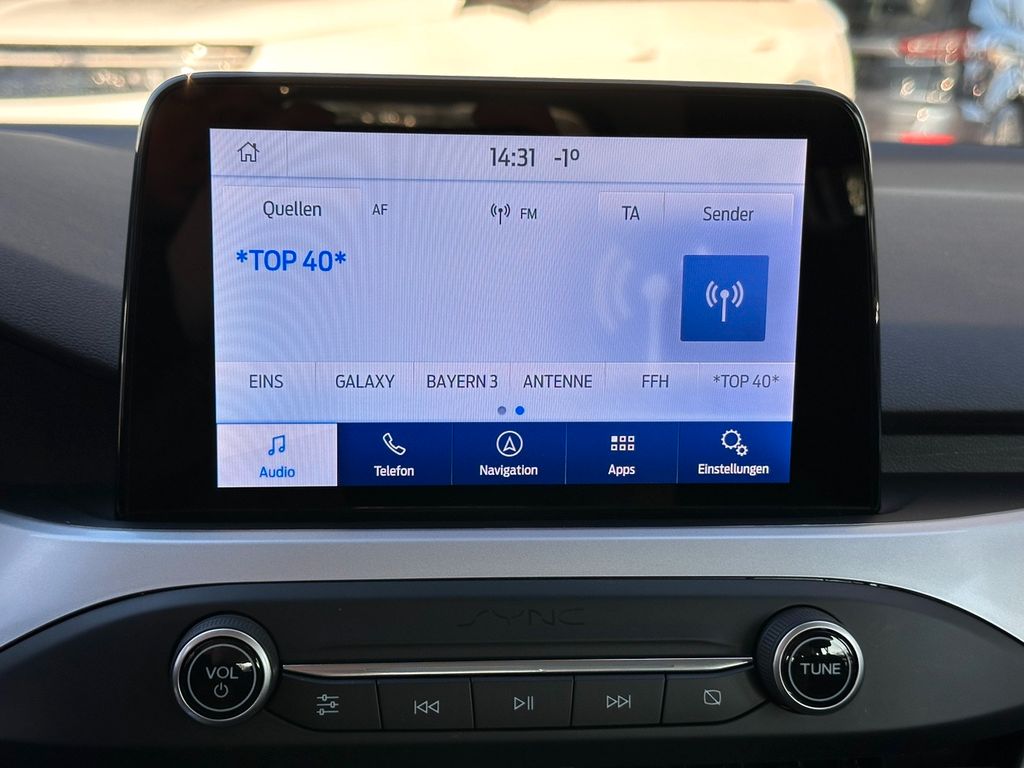 14:31 -1°
Quellen AF FM TA Sender
*TOP 40*
EINS GALAXY BAYERN 3 ANTENNE FFH *TOP 40*
Audio Telefon Navigation Apps Einstellungen
SYNC
VOL TUNE